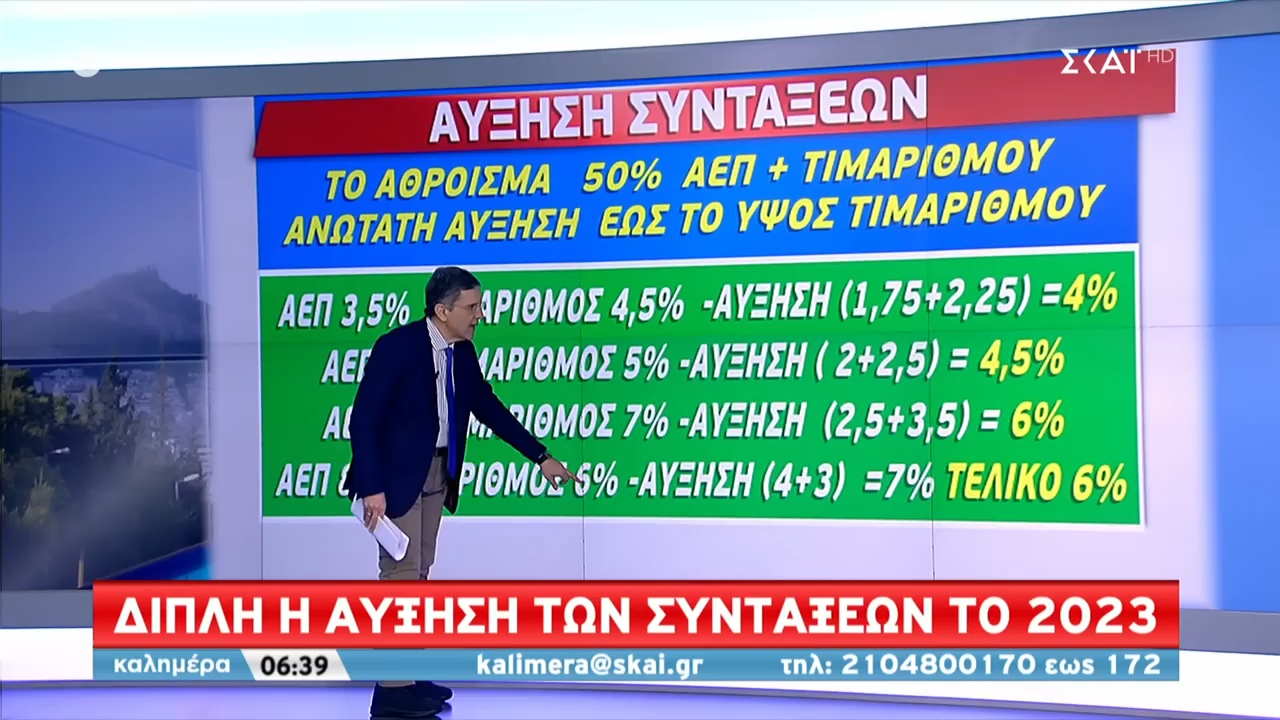 ΣΚΑΪ HD
ΑΥΞΗΣΗ ΣΥΝΤΑΞΕΩΝ
ΤΟ ΑΘΡΟΙΣΜΑ 50% ΑΕΠ + ΤΙΜΑΡΙΘΜΟΥ
ΑΝΩΤΑΤΗ ΑΥΞΗΣΗ ΕΩΣ ΤΟ ΥΨΟΣ ΤΙΜΑΡΙΘΜΟΥ
ΑΕΠ 3,5% ΑΡΙΘΜΟΣ 4,5% -ΑΥΞΗΣΗ (1,75+2,25) =4%
ΑΡΙΘΜΟΣ 5% -ΑΥΞΗΣΗ ( 2+2,5) = 4,5%
ΑΡΙΘΜΟΣ 7% -ΑΥΞΗΣΗ (2,5+3,5) = 6%
ΑΕΠ ΡΙΘΜΟΣ 6% -ΑΥΞΗΣΗ (4+3) =7% ΤΕΛΙΚΟ 6%
ΔΙΠΛΗ Η ΑΥΞΗΣΗ ΤΩΝ ΣΥΝΤΑΞΕΩΝ ΤΟ 2023
καλημέρα 06:39 kalimera@skai.gr τηλ: 2104800170 εως 172